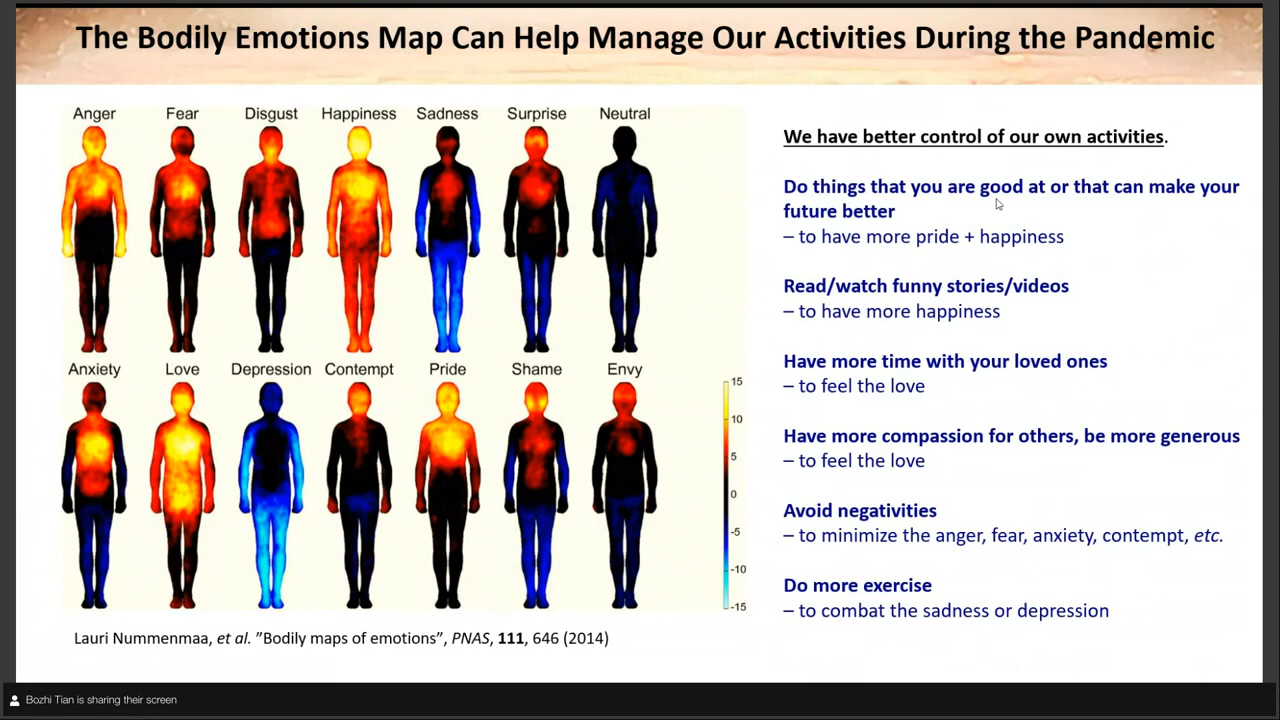 The Bodily Emotions Map Can Help Manage Our Activities During the Pandemic
Anger Fear Disgust Happiness Sadness Surprise Neutral
Anxiety Love Depression Contempt Pride Shame Envy
15
10
5
0
-5
-10
-15
Lauri Nummenmaa, et al. ”Bodily maps of emotions”, PNAS, 111, 646 (2014)
We have better control of our own activities.
Do things that you are good at or that can make your
future better
– to have more pride + happiness
Read/watch funny stories/videos
– to have more happiness
Have more time with your loved ones
– to feel the love
Have more compassion for others, be more generous
– to feel the love
Avoid negativities
– to minimize the anger, fear, anxiety, contempt, etc.
Do more exercise
– to combat the sadness or depression
Bozhi Tian is sharing their screen